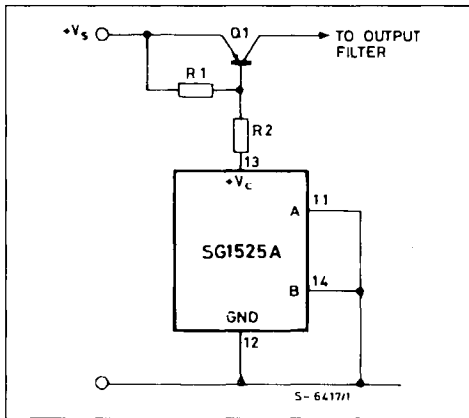 +Vs
Q1
TO OUTPUT
FILTER
R1
R2
13
+Vc
A
11
SG1525A
B
14
GND
12
S-6417/1